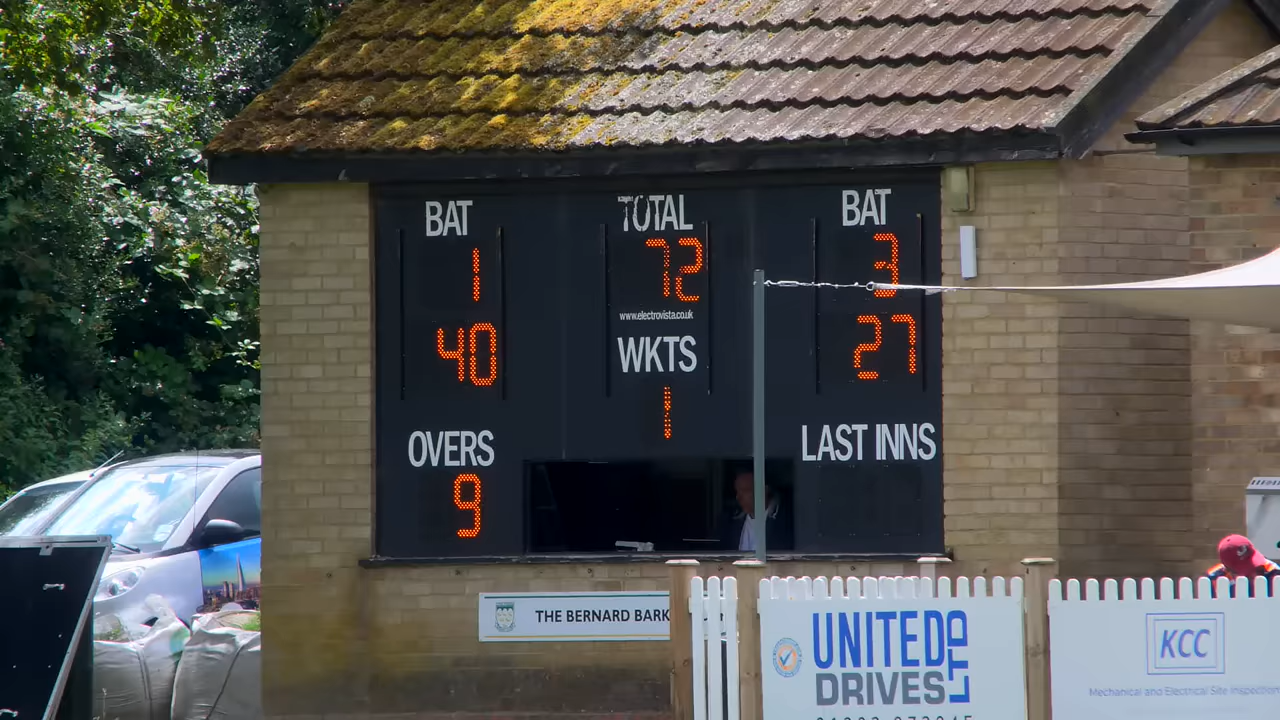 BAT
TOTAL
BAT
1
72
3
www.electrovista.co.uk
40
WKTS
27
1
OVERS
LAST INNS
9
THE BERNARD BARK
UNITED
DRIVES
LTD
KCC
Mechanical and Electrical Site Inspection